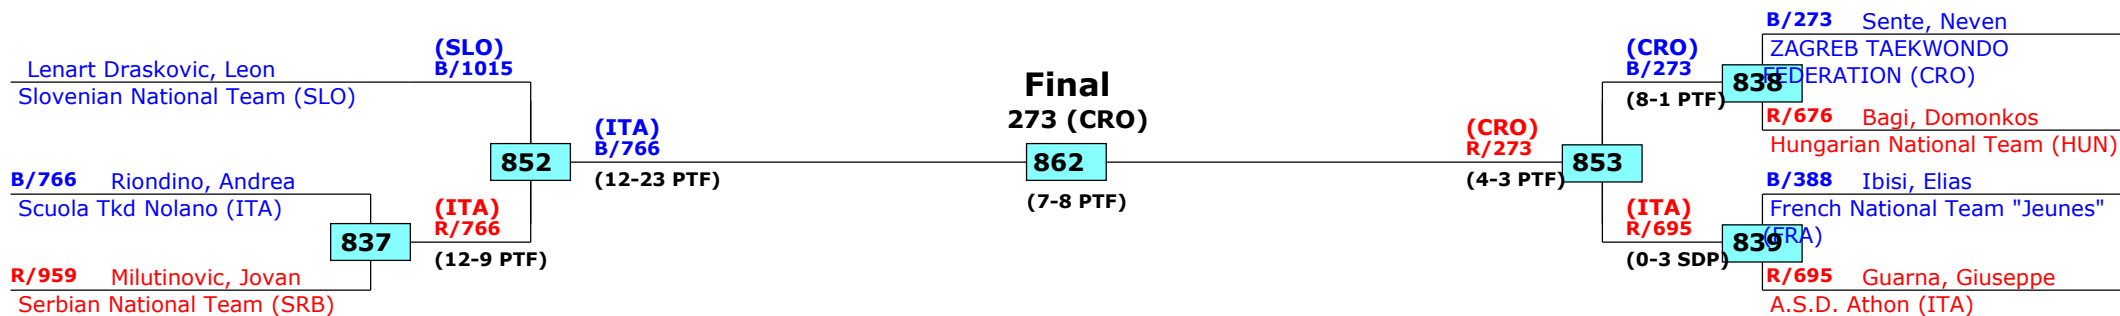 Lenart Draskovic, Leon
Slovenian National Team (SLO)
B/766 Riondino, Andrea
Scuola Tkd Nolano (ITA)
837
R/959 Milutinovic, Jovan
Serbian National Team (SRB)
(SLO)
B/1015
852
(ITA)
R/766
(12-9 PTF)
(ITA)
B/766
(12-23 PTF)
Final
273 (CRO)
862
(7-8 PTF)
(CRO)
R/273
(4-3 PTF)
853
(CRO)
B/273
(8-1 PTF)
(ITA)
R/695
(0-3 SDP)
B/273 Sente, Neven
ZAGREB TAEKWONDO
FEDERATION (CRO)
838
R/676 Bagi, Domonkos
Hungarian National Team (HUN)
B/388 Ibisi, Elias
French National Team "Jeunes"
(FRA)
839
R/695 Guarna, Giuseppe
A.S.D. Athon (ITA)